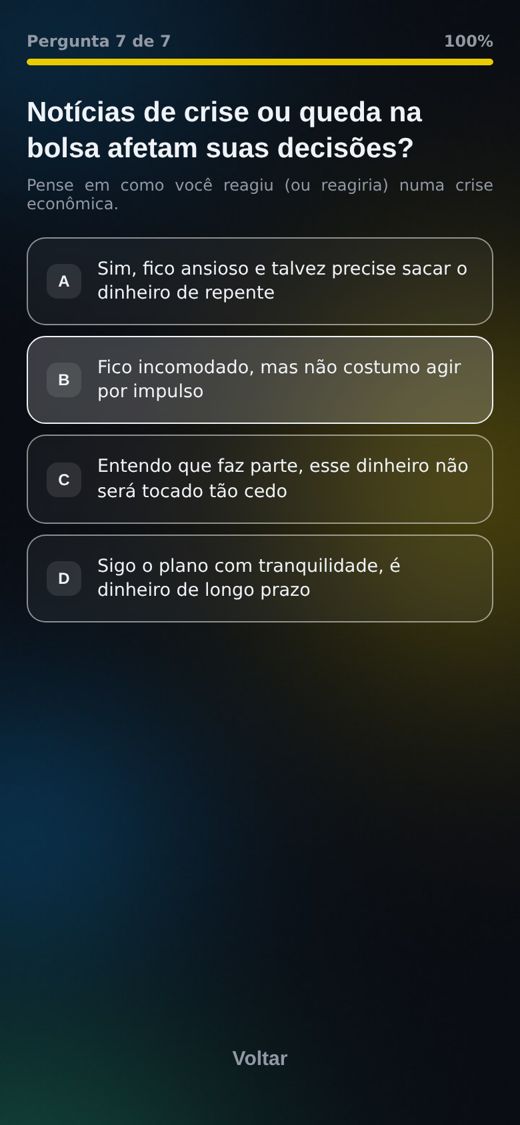 Pergunta 7 de 7
100%
Notícias de crise ou queda na
bolsa afetam suas decisões?
Pense em como você reagiu (ou reagiria) numa crise
econômica.
A
Sim, fico ansioso e talvez precise sacar o
dinheiro de repente
B
Fico incomodado, mas não costumo agir
por impulso
C
Entendo que faz parte, esse dinheiro não
será tocado tão cedo
D
Sigo o plano com tranquilidade, é
dinheiro de longo prazo
Voltar